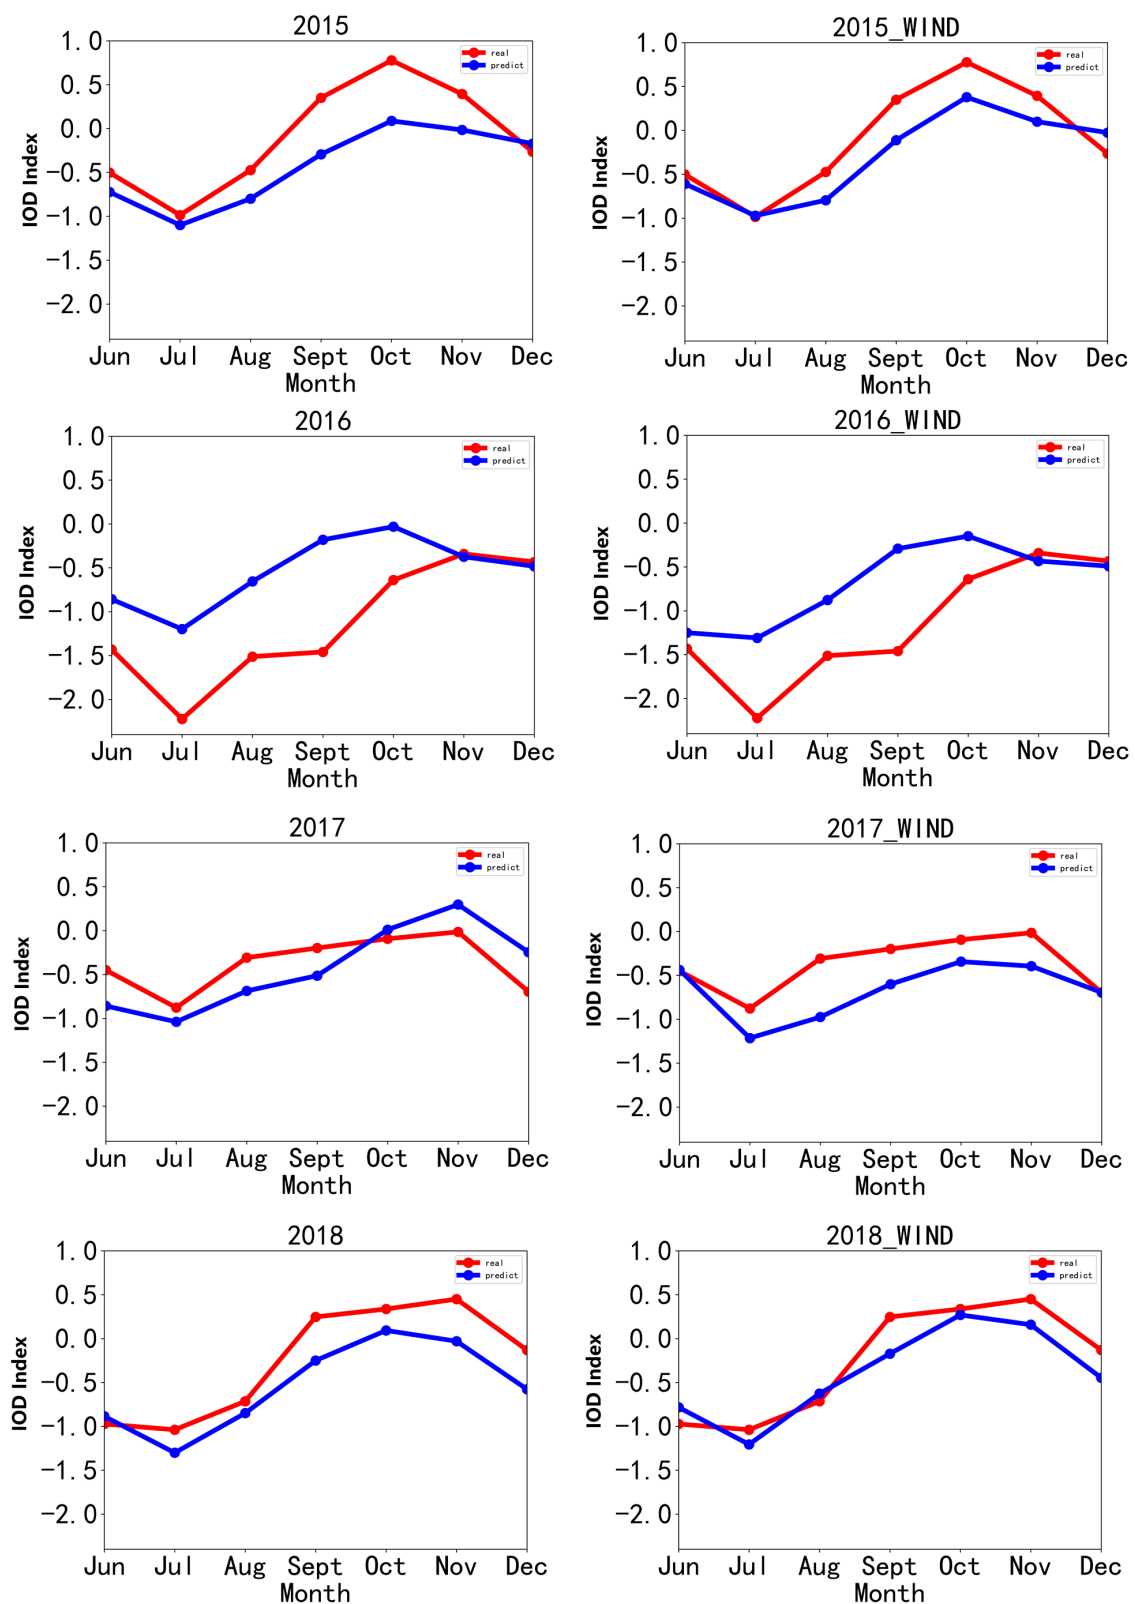 2015
1.0
0.5
0.0
−0.5
−1.0
−1.5
−2.0
IOD Index
real
predict
Jun Jul Aug Sept Oct Nov Dec
Month
2015_WIND
1.0
0.5
0.0
−0.5
−1.0
−1.5
−2.0
IOD Index
real
predict
Jun Jul Aug Sept Oct Nov Dec
Month
2016
1.0
0.5
0.0
−0.5
−1.0
−1.5
−2.0
IOD Index
real
predict
Jun Jul Aug Sept Oct Nov Dec
Month
2016_WIND
1.0
0.5
0.0
−0.5
−1.0
−1.5
−2.0
IOD Index
real
predict
Jun Jul Aug Sept Oct Nov Dec
Month
2017
1.0
0.5
0.0
−0.5
−1.0
−1.5
−2.0
IOD Index
real
predict
Jun Jul Aug Sept Oct Nov Dec
Month
2017_WIND
1.0
0.5
0.0
−0.5
−1.0
−1.5
−2.0
IOD Index
real
predict
Jun Jul Aug Sept Oct Nov Dec
Month
2018
1.0
0.5
0.0
−0.5
−1.0
−1.5
−2.0
IOD Index
real
predict
Jun Jul Aug Sept Oct Nov Dec
Month
2018_WIND
1.0
0.5
0.0
−0.5
−1.0
−1.5
−2.0
IOD Index
real
predict
Jun Jul Aug Sept Oct Nov Dec
Month